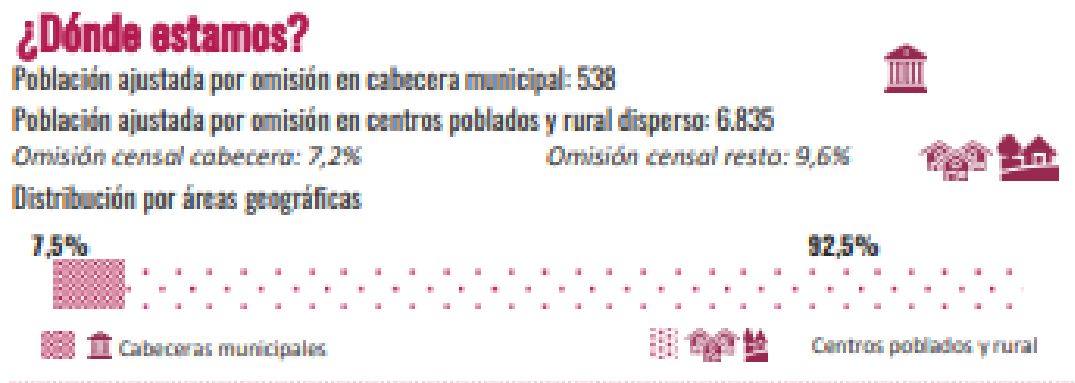 ¿Dónde estamos?
Población ajustada por omisión en cabecera municipal: 538
Población ajustada por omisión en centros poblados y rural disperso: 6.835
Omisión censal cabecera: 7,2% Omisión censal resto: 9,6%
Distribución por áreas geográficas
7,5% 92,5%
Cabeceras municipales Centros poblados y rural